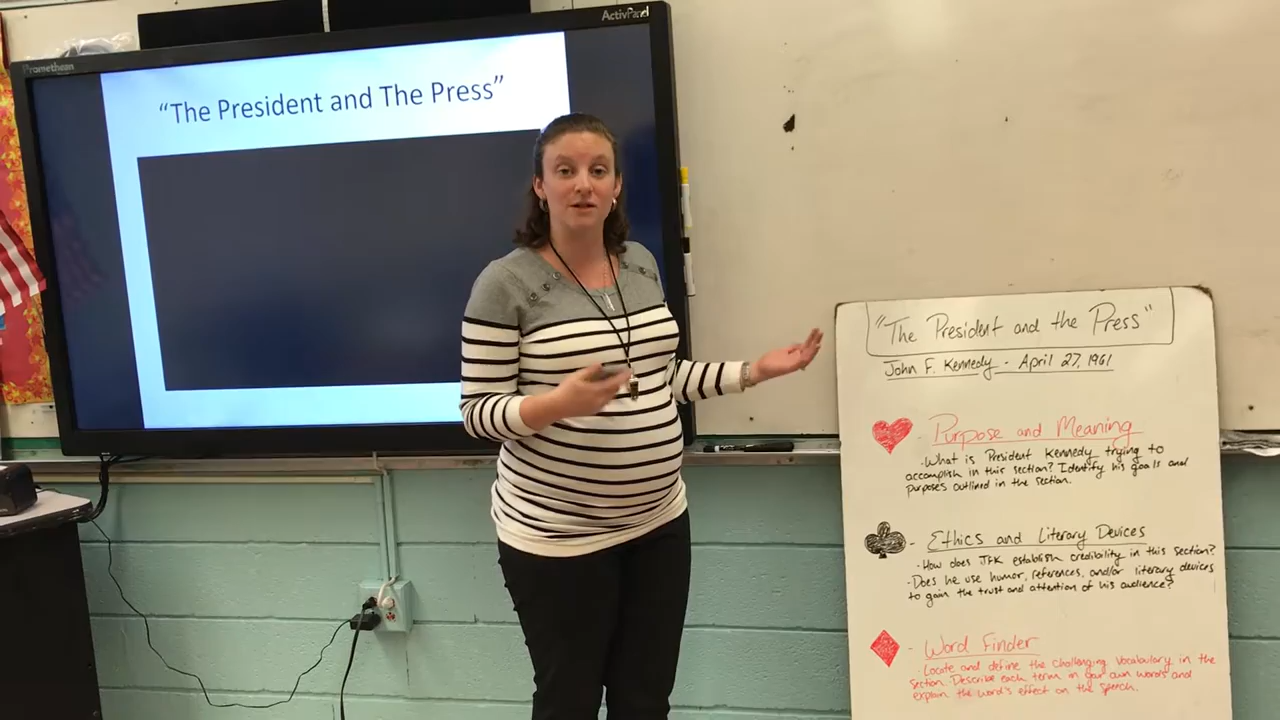 Promethean
ActivPanel
“The President and The Press”
"The President and the Press"
John F. Kennedy - April 27, 1961
- Purpose and Meaning
-What is President Kennedy trying to
accomplish in this section? Identify his goals and
purposes outlined in the section.
- Ethics and Literary Devices
-How does JFK establish credibility in this section?
-Does he use humor, references, and/or literary devices
to gain the trust and attention of his audience?
- Word Finder
-Locate and define the challenging vocabulary in the
section. Describe each term in your own words and
explain the word's effect on the speech.